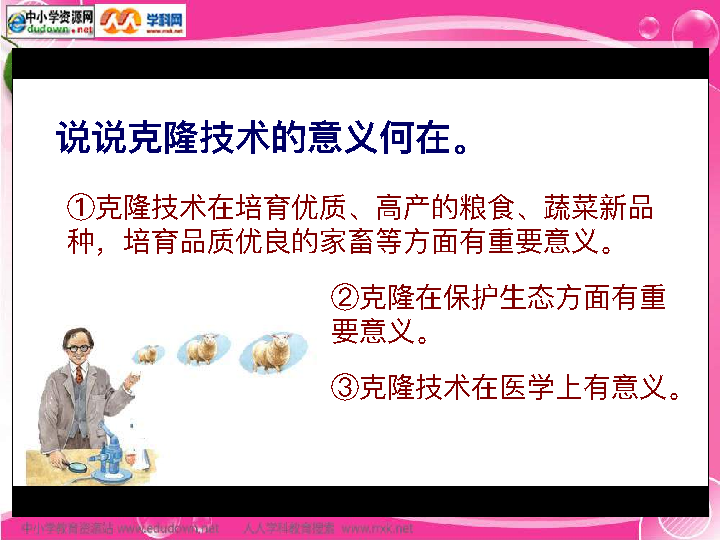 中小学资源网
dudown.net
学科网
www.rrxk.net
说说克隆技术的意义何在。
①克隆技术在培育优质、高产的粮食、蔬菜新品
种，培育品质优良的家畜等方面有重要意义。
②克隆在保护生态方面有重
要意义。
③克隆技术在医学上有意义。
中小学教育资源站 www.edudown.net 人人学科教育搜索 www.rrxk.net